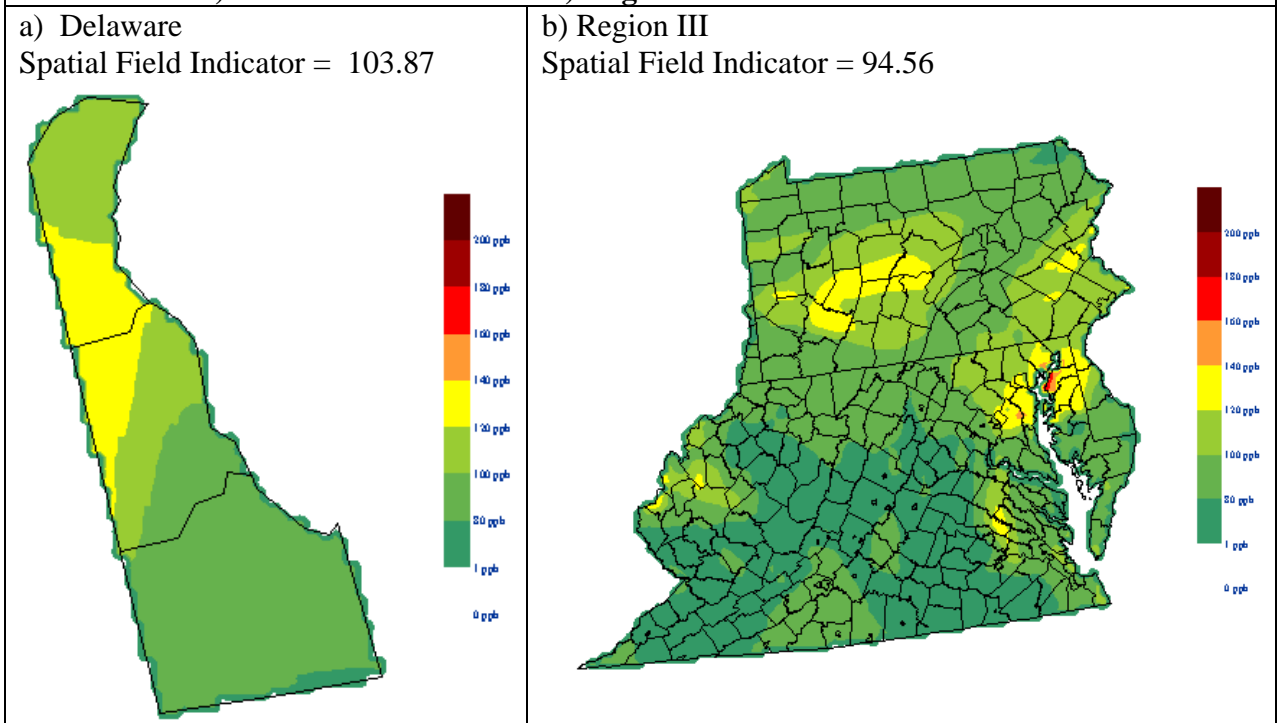 a) Delaware
Spatial Field Indicator = 103.87
200 ppb
180 ppb
160 ppb
140 ppb
120 ppb
100 ppb
80 ppb
1 ppb
0 ppb
b) Region III
Spatial Field Indicator = 94.56
200 ppb
180 ppb
160 ppb
140 ppb
120 ppb
100 ppb
80 ppb
1 ppb
0 ppb